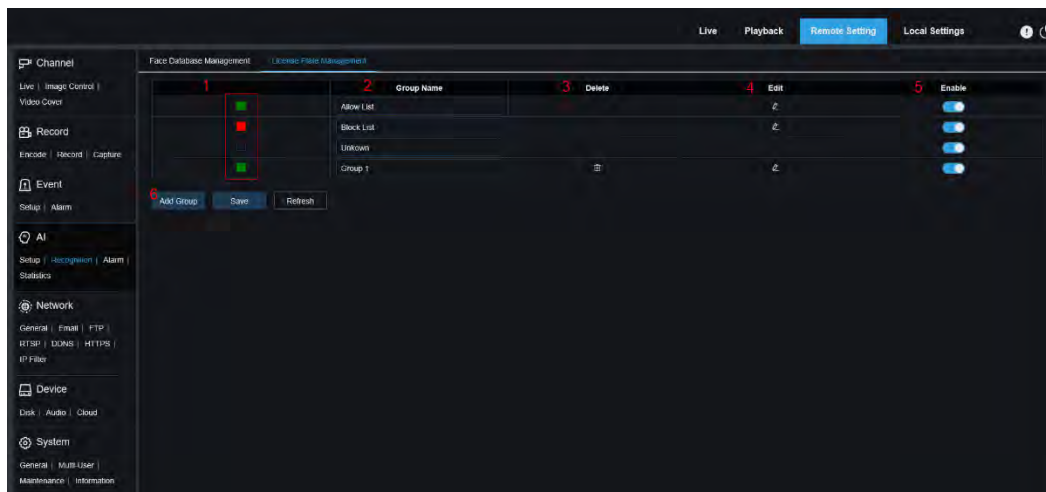 Live Playback Remote Setting Local Settings
Channel
Live | Image Control |
Video Cover
Record
Encode | Record | Capture
Event
Setup | Alarm
AI
Setup | Recognition | Alarm |
Statistics
Network
General | Email | FTP |
RTSP | DDNS | HTTPS |
IP Filter
Device
Disk | Audio | Cloud
System
General | Multi-User |
Maintenance | Information
Face Database Management License Plate Management
1 2 Group Name 3 Delete 4 Edit 5 Enable
Allow List
Block List
Unkown
Group 1
6 Add Group Save Refresh